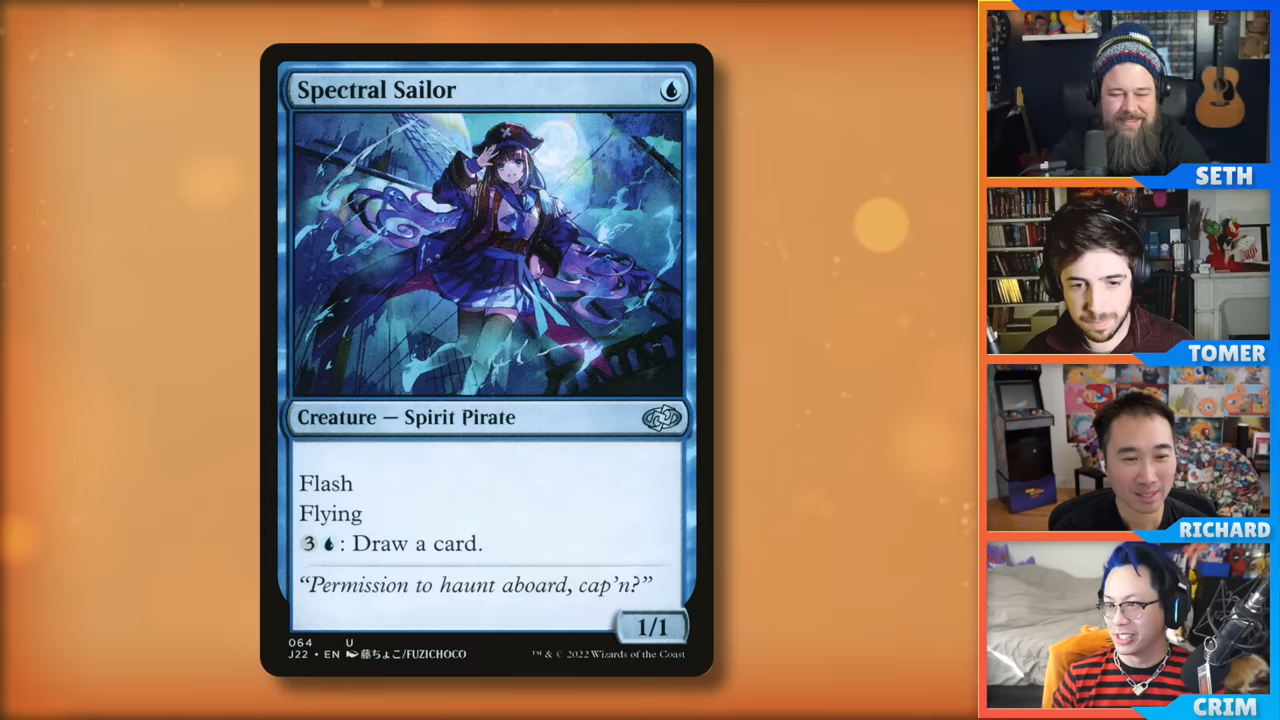 Spectral Sailor
Creature — Spirit Pirate
Flash
Flying
3 : Draw a card.
“Permission to haunt aboard, cap’n?”
1/1
064 U
J22 • EN 藤ちょこ/FUZICHOCO
™ & © 2022 Wizards of the Coast
SETH
TOMER
RICHARD
CRIM